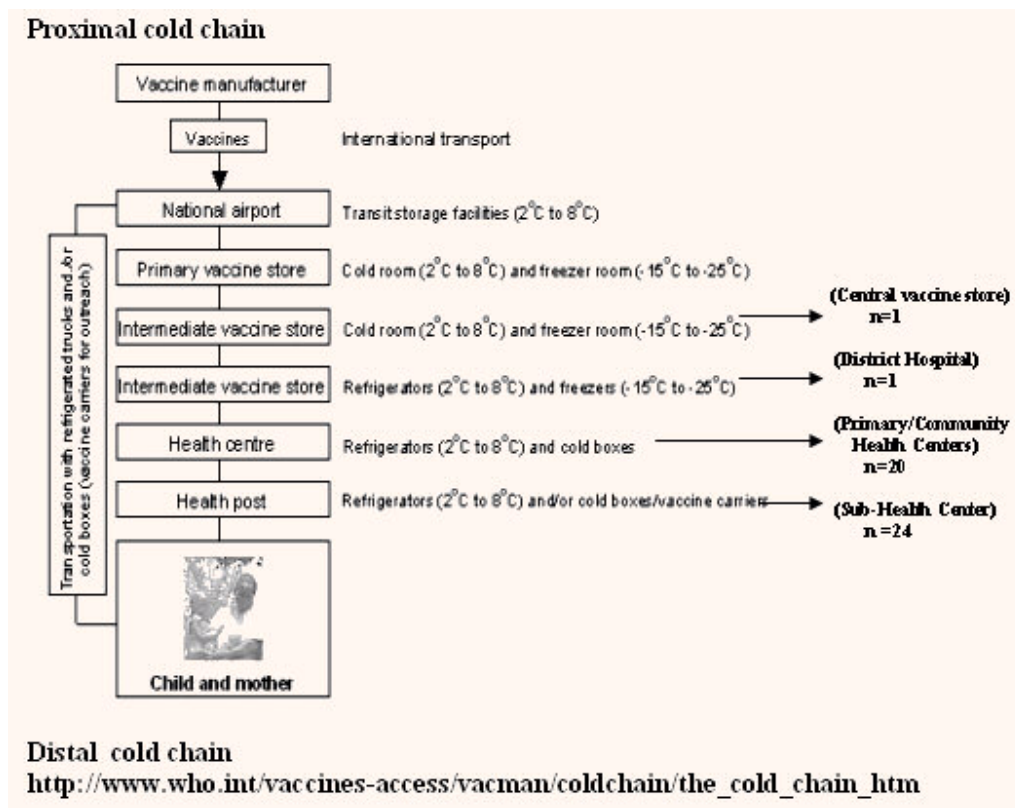 Proximal cold chain
Vaccine manufacturer
Vaccines
International transport
National airport
Transit storage facilities (2°C to 8°C)
Primary vaccine store
Cold room (2°C to 8°C) and freezer room (-15°C to -25°C)
Intermediate vaccine store
Cold room (2°C to 8°C) and freezer room (-15°C to -25°C)
(Central vaccine store)
n=1
Intermediate vaccine store
Refrigerators (2°C to 8°C) and freezers (-15°C to -25°C)
(District Hospital)
n=1
Health centre
Refrigerators (2°C to 8°C) and cold boxes
(Primary/Community
Health Centers)
n=20
Health post
Refrigerators (2°C to 8°C) and/or cold boxes/vaccine carriers
(Sub-Health Center)
n=24
Transportation with refrigerated trucks and/or
cold boxes (vaccine carriers for outreach)
Child and mother
Distal cold chain
http://www.who.int/vaccines-access/vacman/coldchain/the_cold_chain_htm